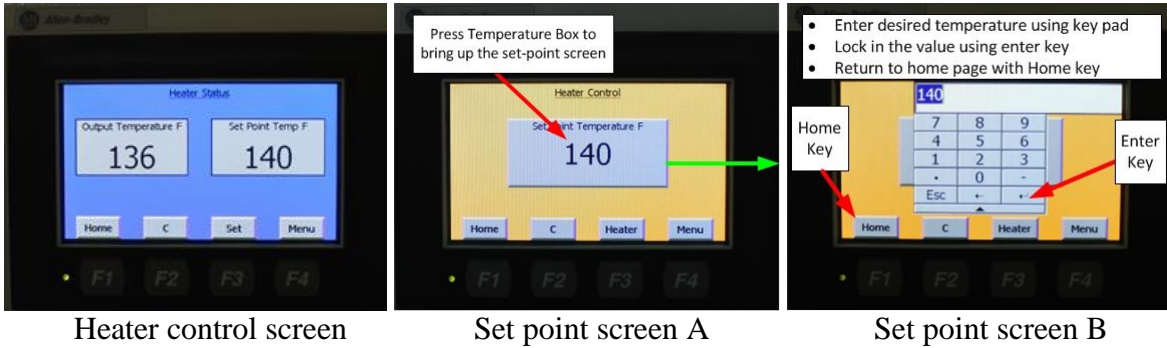 Allen-Bradley
Heater Status
Output Temperature F
Set Point Temp F
136
140
Home C Set Menu
F1 F2 F3 F4
Heater control screen
Press Temperature Box to
bring up the set-point screen
Heater Control
Set Point Temperature F
140
Home C Heater Menu
F1 F2 F3 F4
Set point screen A
• Enter desired temperature using key pad
• Lock in the value using enter key
• Return to home page with Home key
140
7 8 9
4 5 6
1 2 3
. 0 -
Esc ← ↵
Home
Key
Enter
Key
Home C Heater Menu
F1 F2 F3 F4
Set point screen B